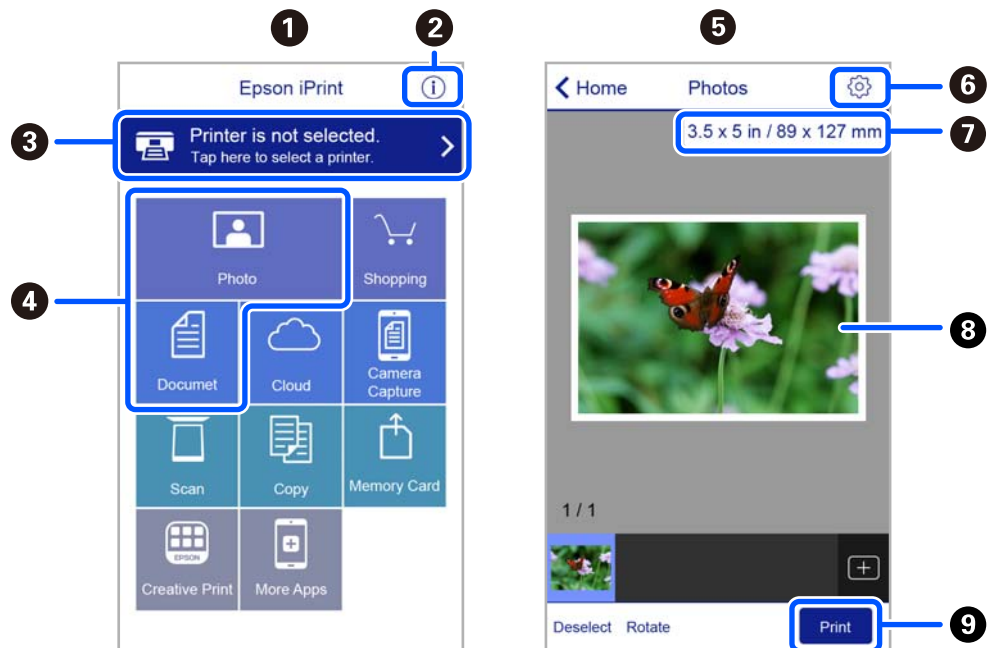 1
2
5
Epson iPrint
i
Home
Photos
6
3
Printer is not selected.
Tap here to select a printer.
3.5 x 5 in / 89 x 127 mm
7
Photo
Shopping
4
8
Documet
Cloud
Camera
Capture
Scan
Copy
Memory Card
1 / 1
EPSON
Creative Print
More Apps
Deselect
Rotate
Print
9